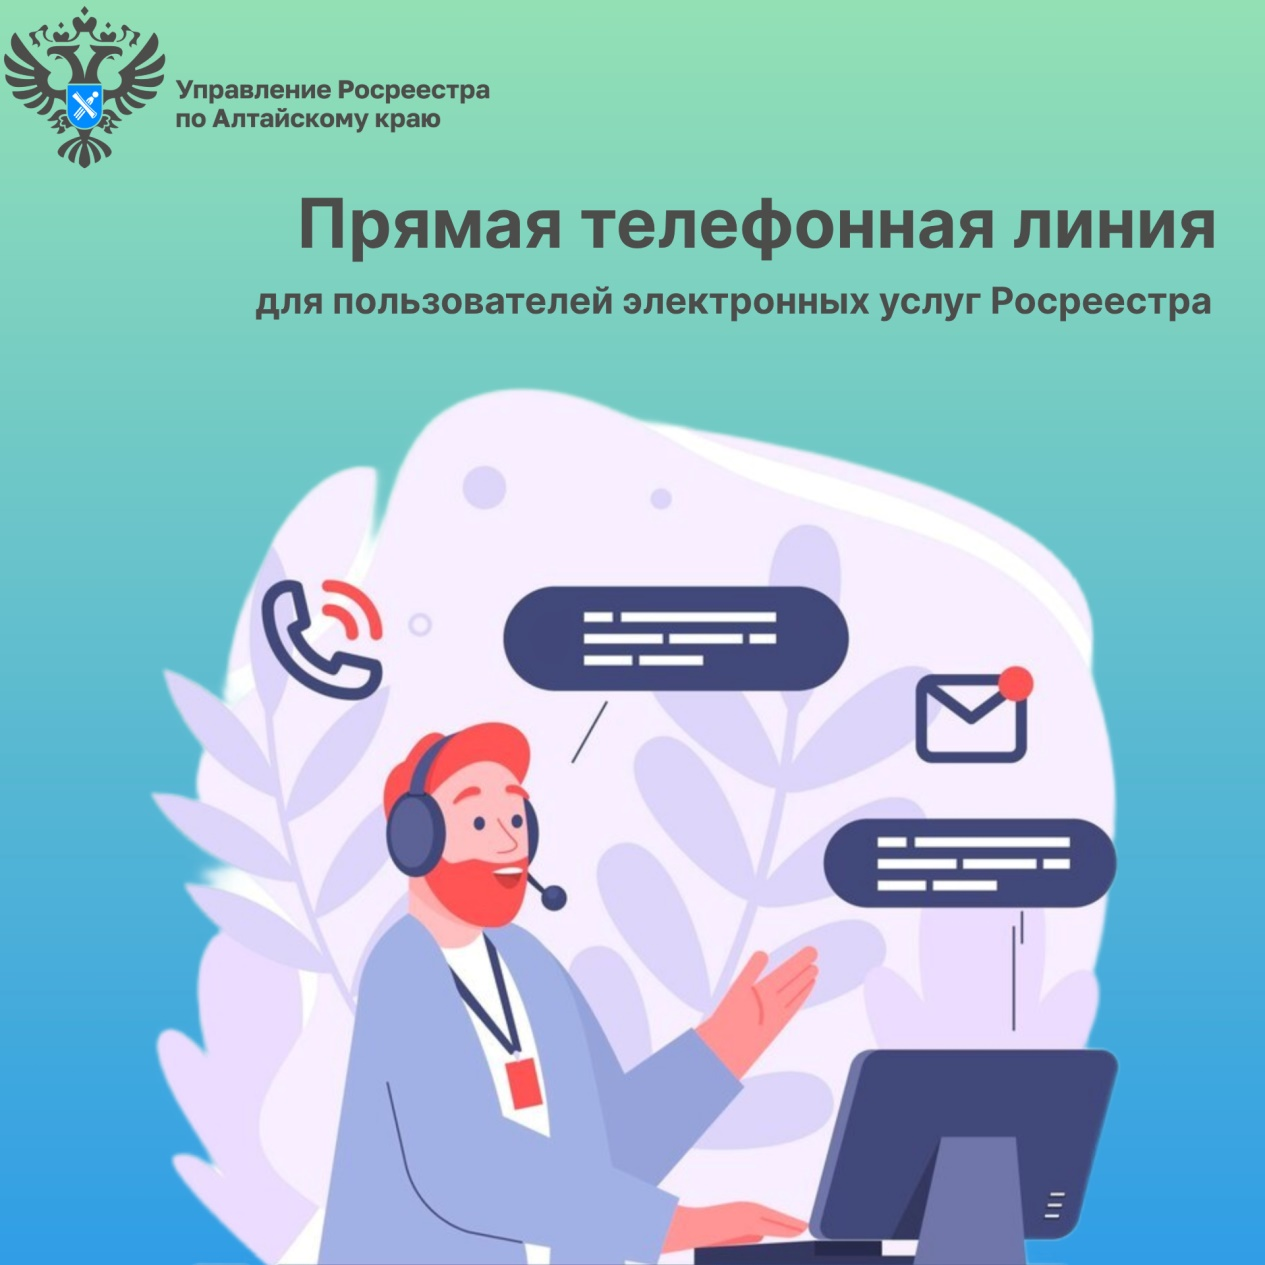 Управление Росреестра
по Алтайскому краю
Прямая телефонная линия
для пользователей электронных услуг Росреестра